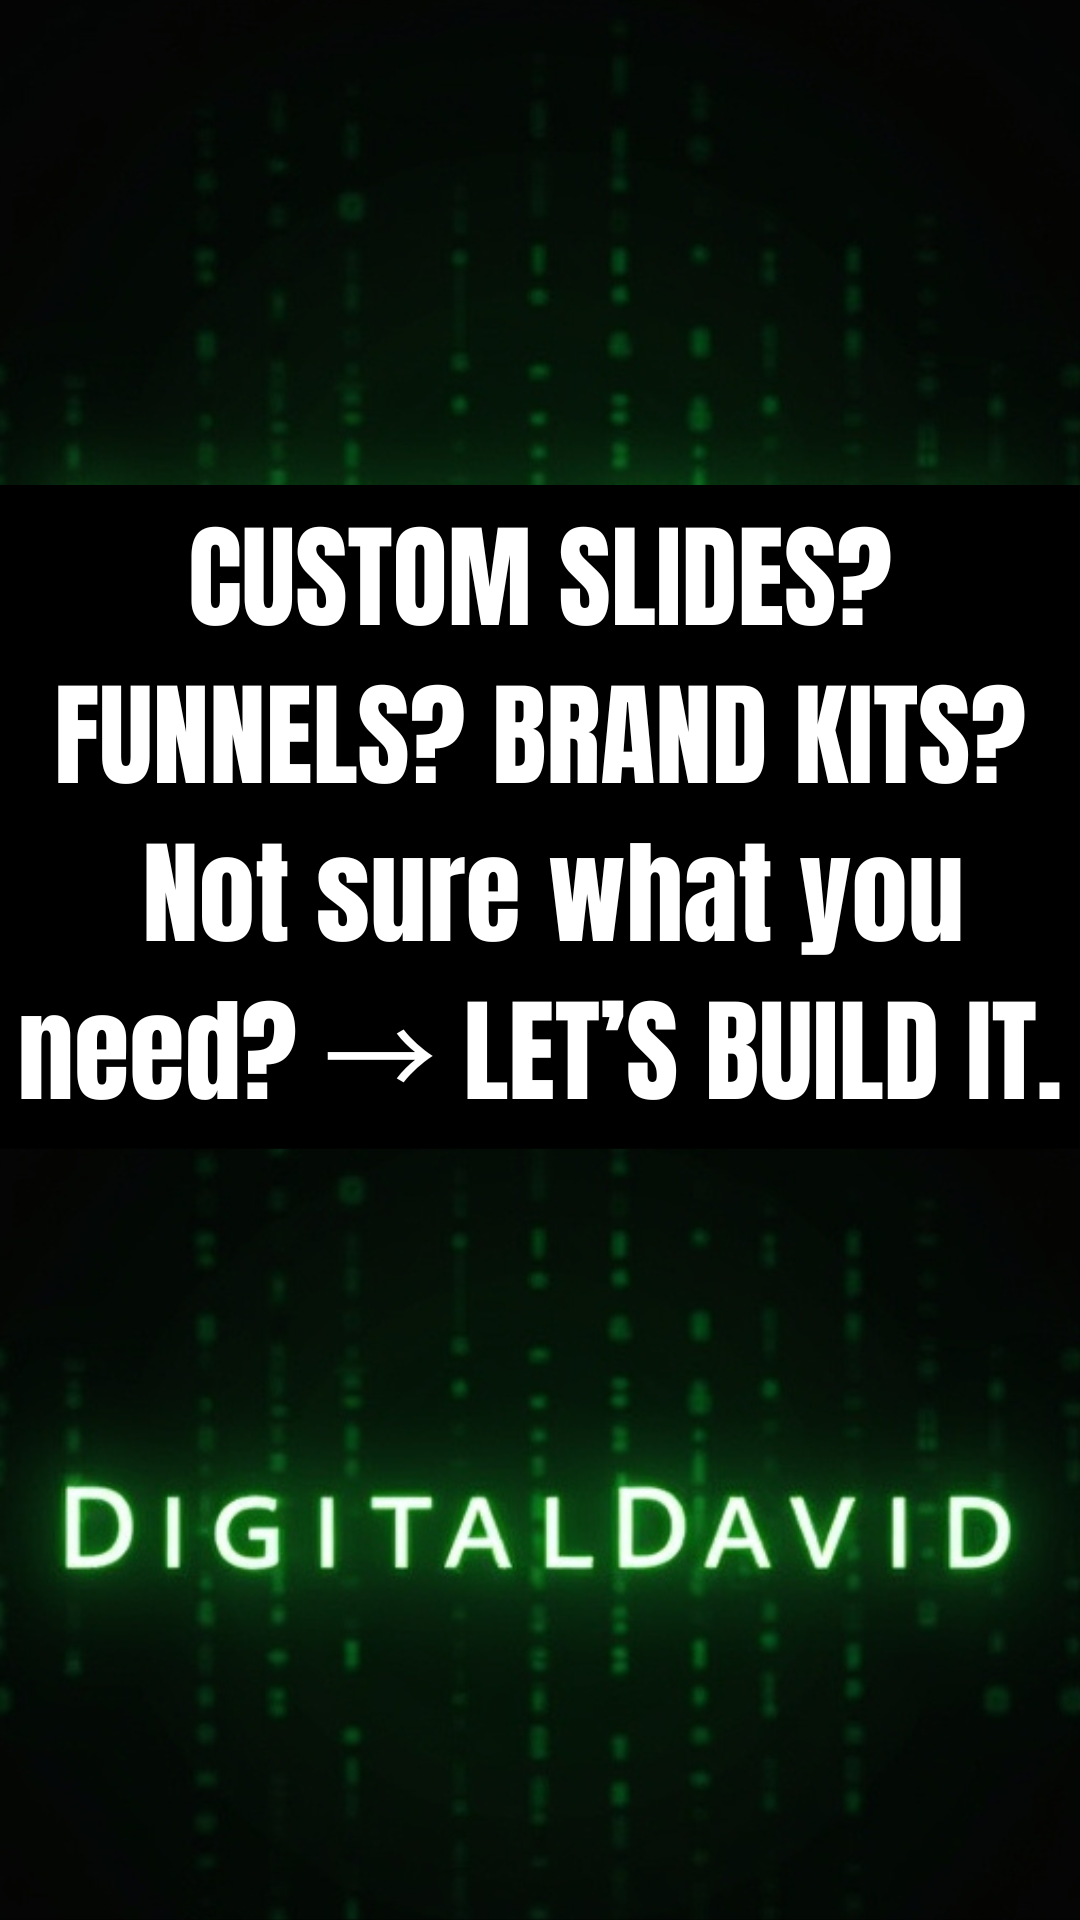 CUSTOM SLIDES?
FUNNELS? BRAND KITS?
Not sure what you
need? → LET’S BUILD IT.
DIGITALDAVID